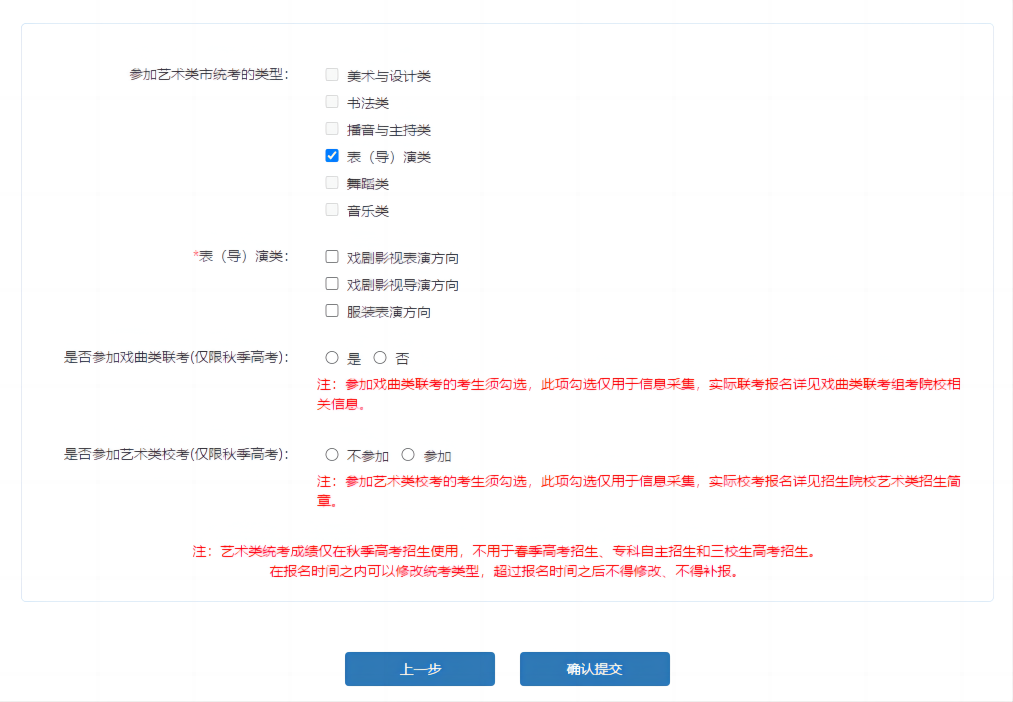 参加艺术类市统考的类型：
美术与设计类
书法类
播音与主持类
表（导）演类
舞蹈类
音乐类
*表（导）演类：
戏剧影视表演方向
戏剧影视导演方向
服装表演方向
是否参加戏曲类联考(仅限秋季高考)： 是 否
注：参加戏曲类联考的考生须勾选，此项勾选仅用于信息采集，实际联考报名详见戏曲类联考组考院校相
关信息。
是否参加艺术类校考(仅限秋季高考)： 不参加 参加
注：参加艺术类校考的考生须勾选，此项勾选仅用于信息采集，实际校考报名详见招生院校艺术类招生简
章。
注：艺术类统考成绩仅在秋季高考招生使用，不用于春季高考招生、专科自主招生和三校生高考招生。
在报名时间之内可以修改统考类型，超过报名时间之后不得修改、不得补报。
上一步 确认提交